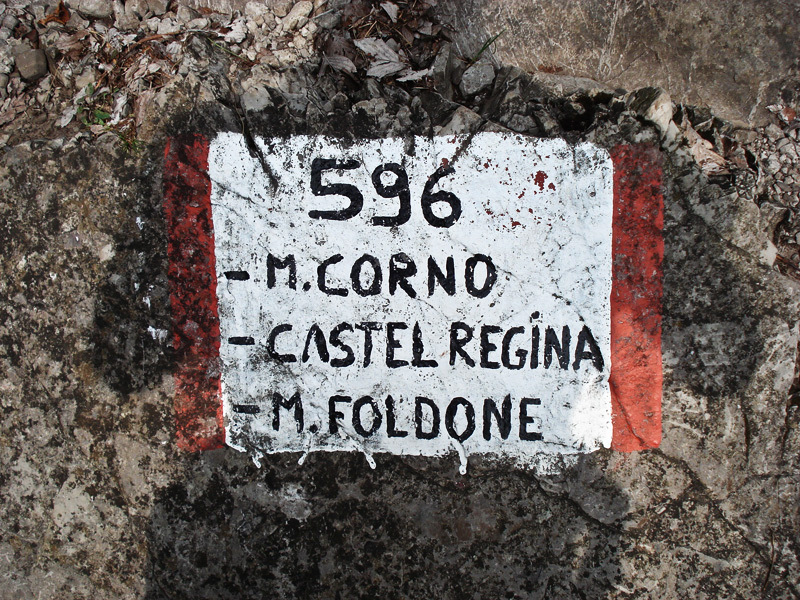 596
- M. CORNO
- CASTEL REGINA
- M. FOLDONE